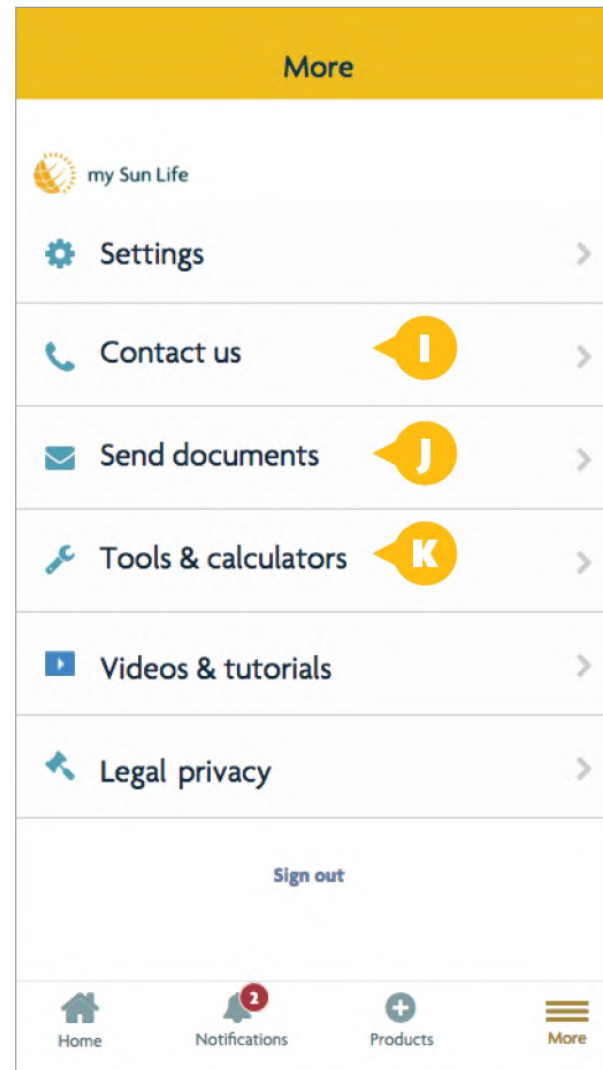 More
my Sun Life
Settings
Contact us I
Send documents J
Tools & calculators K
Videos & tutorials
Legal privacy
Sign out
2
Home Notifications Products More